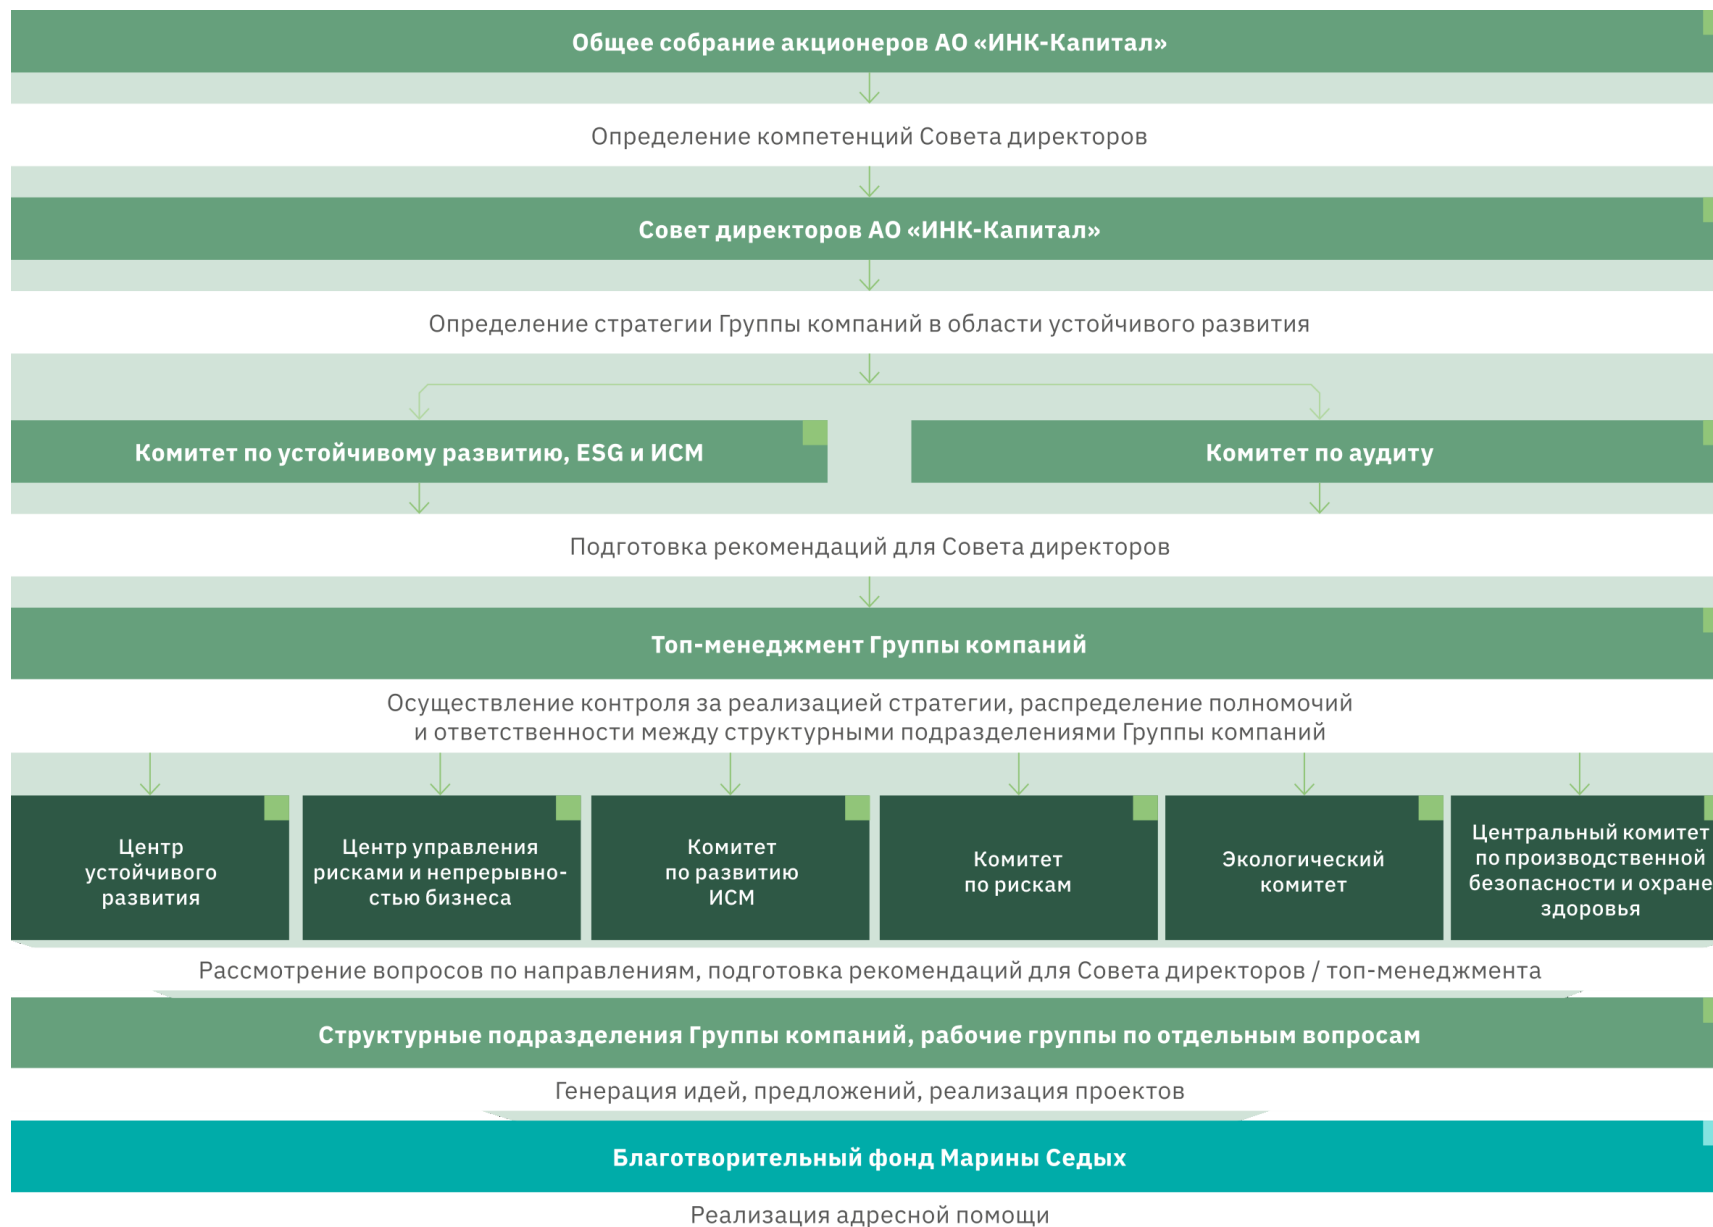 Общее собрание акционеров АО «ИНК-Капитал»
Определение компетенций Совета директоров
Совет директоров АО «ИНК-Капитал»
Определение стратегии Группы компаний в области устойчивого развития
Комитет по устойчивому развитию, ESG и ИСМ
Комитет по аудиту
Подготовка рекомендаций для Совета директоров
Топ-менеджмент Группы компаний
Осуществление контроля за реализацией стратегии, распределение полномочий
и ответственности между структурными подразделениями Группы компаний
Центр
устойчивого
развития
Центр управления
рисками и непрерывно-
стью бизнеса
Комитет
по развитию
ИСМ
Комитет
по рискам
Экологический
комитет
Центральный комитет
по производственной
безопасности и охране
здоровья
Рассмотрение вопросов по направлениям, подготовка рекомендаций для Совета директоров / топ-менеджмента
Структурные подразделения Группы компаний, рабочие группы по отдельным вопросам
Генерация идей, предложений, реализация проектов
Благотворительный фонд Марины Седых
Реализация адресной помощи